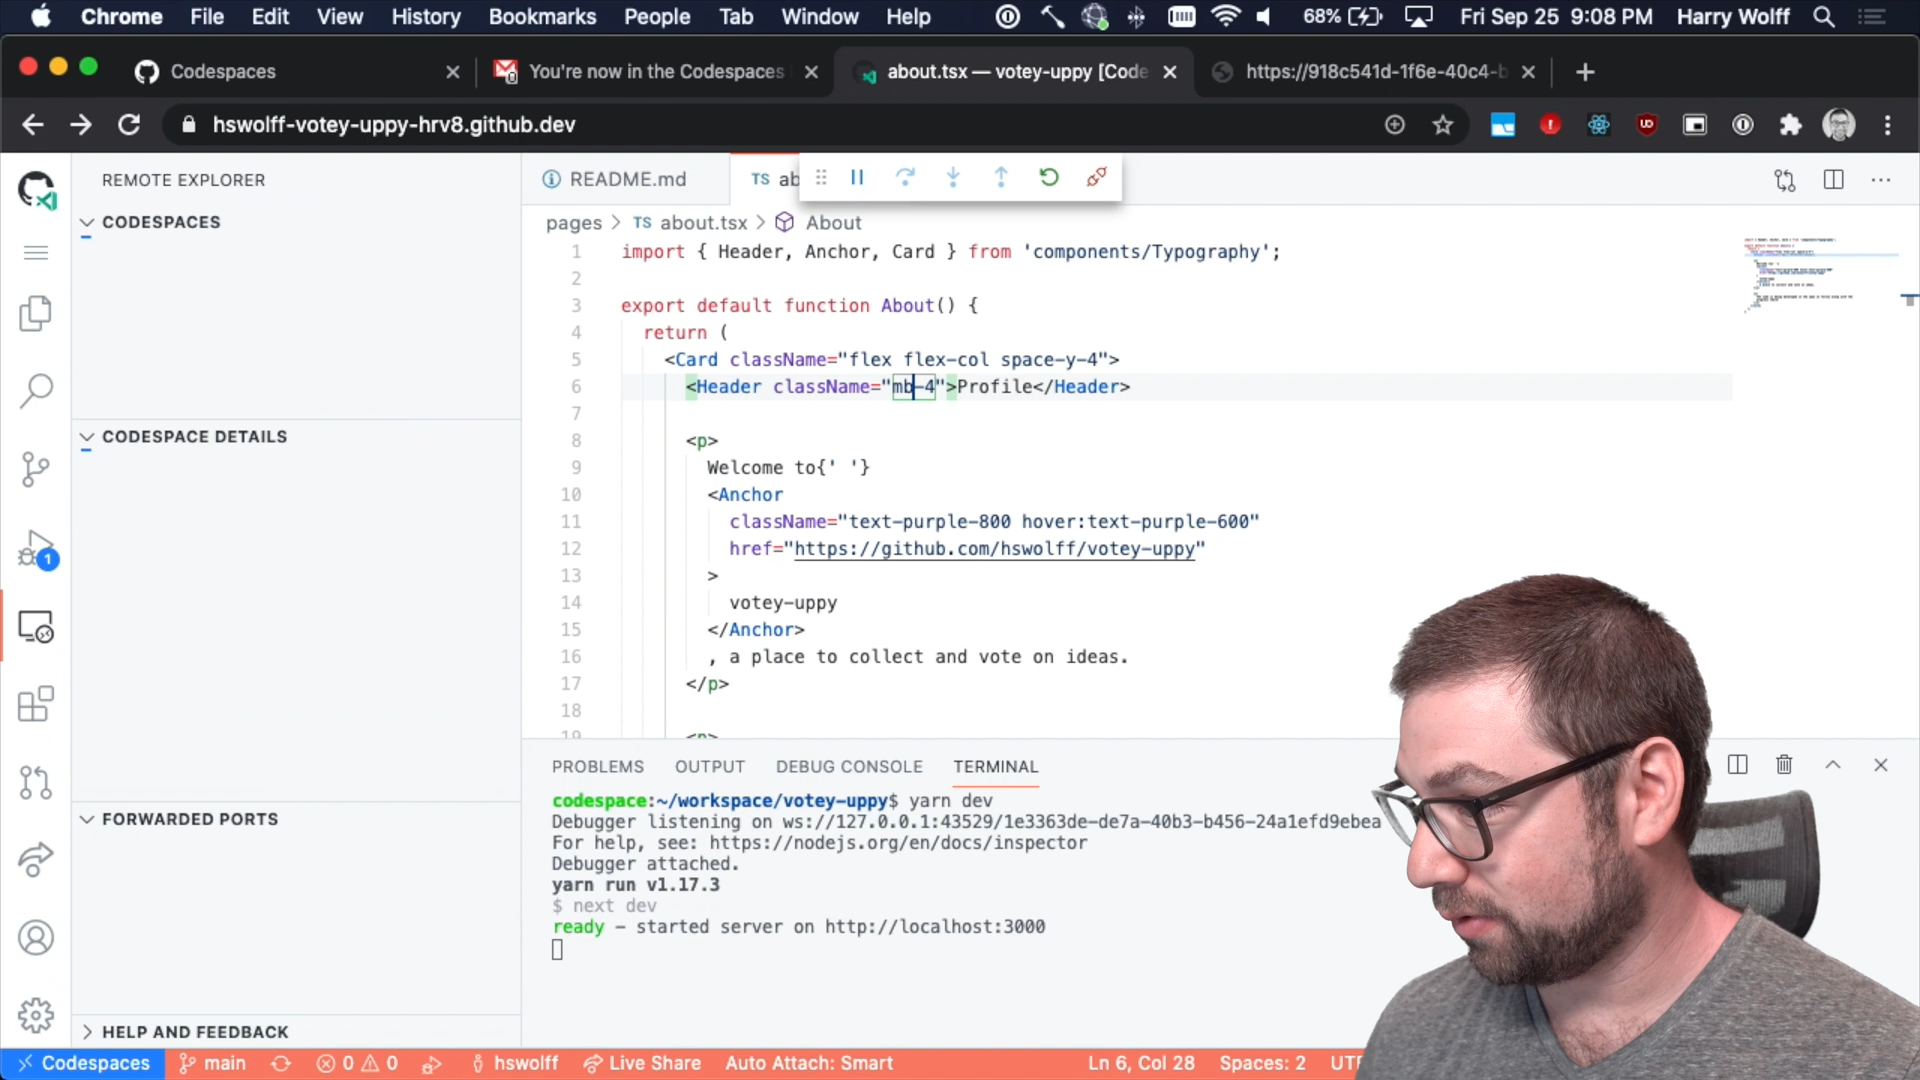 Chrome File Edit View History Bookmarks People Tab Window Help 68% Fri Sep 25 9:08 PM Harry Wolff
Codespaces You're now in the Codespaces about.tsx — votey-uppy [Code https://918c541d-1f6e-40c4-b
hswolff-votey-uppy-hrv8.github.dev
REMOTE EXPLORER
CODESPACES
CODESPACE DETAILS
FORWARDED PORTS
HELP AND FEEDBACK
1
README.md TS ab
pages > TS about.tsx > About
1 import { Header, Anchor, Card } from 'components/Typography';
2
3 export default function About() {
4 return (
5 <Card className="flex flex-col space-y-4">
6 <Header className="mb-4">Profile</Header>
7
8 <p>
9 Welcome to{' '}
10 <Anchor
11 className="text-purple-800 hover:text-purple-600"
12 href="https://github.com/hswolff/votey-uppy"
13 >
14 votey-uppy
15 </Anchor>
16 , a place to collect and vote on ideas.
17 </p>
18
19 <p>
PROBLEMS OUTPUT DEBUG CONSOLE TERMINAL
codespace:~/workspace/votey-uppy$ yarn dev
Debugger listening on ws://127.0.0.1:43529/1e3363de-de7a-40b3-b456-24a1efd9ebea
For help, see: https://nodejs.org/en/docs/inspector
Debugger attached.
yarn run v1.17.3
$ next dev
ready – started server on http://localhost:3000
Codespaces main 0 0 hswolff Live Share Auto Attach: Smart Ln 6, Col 28 Spaces: 2 UTF